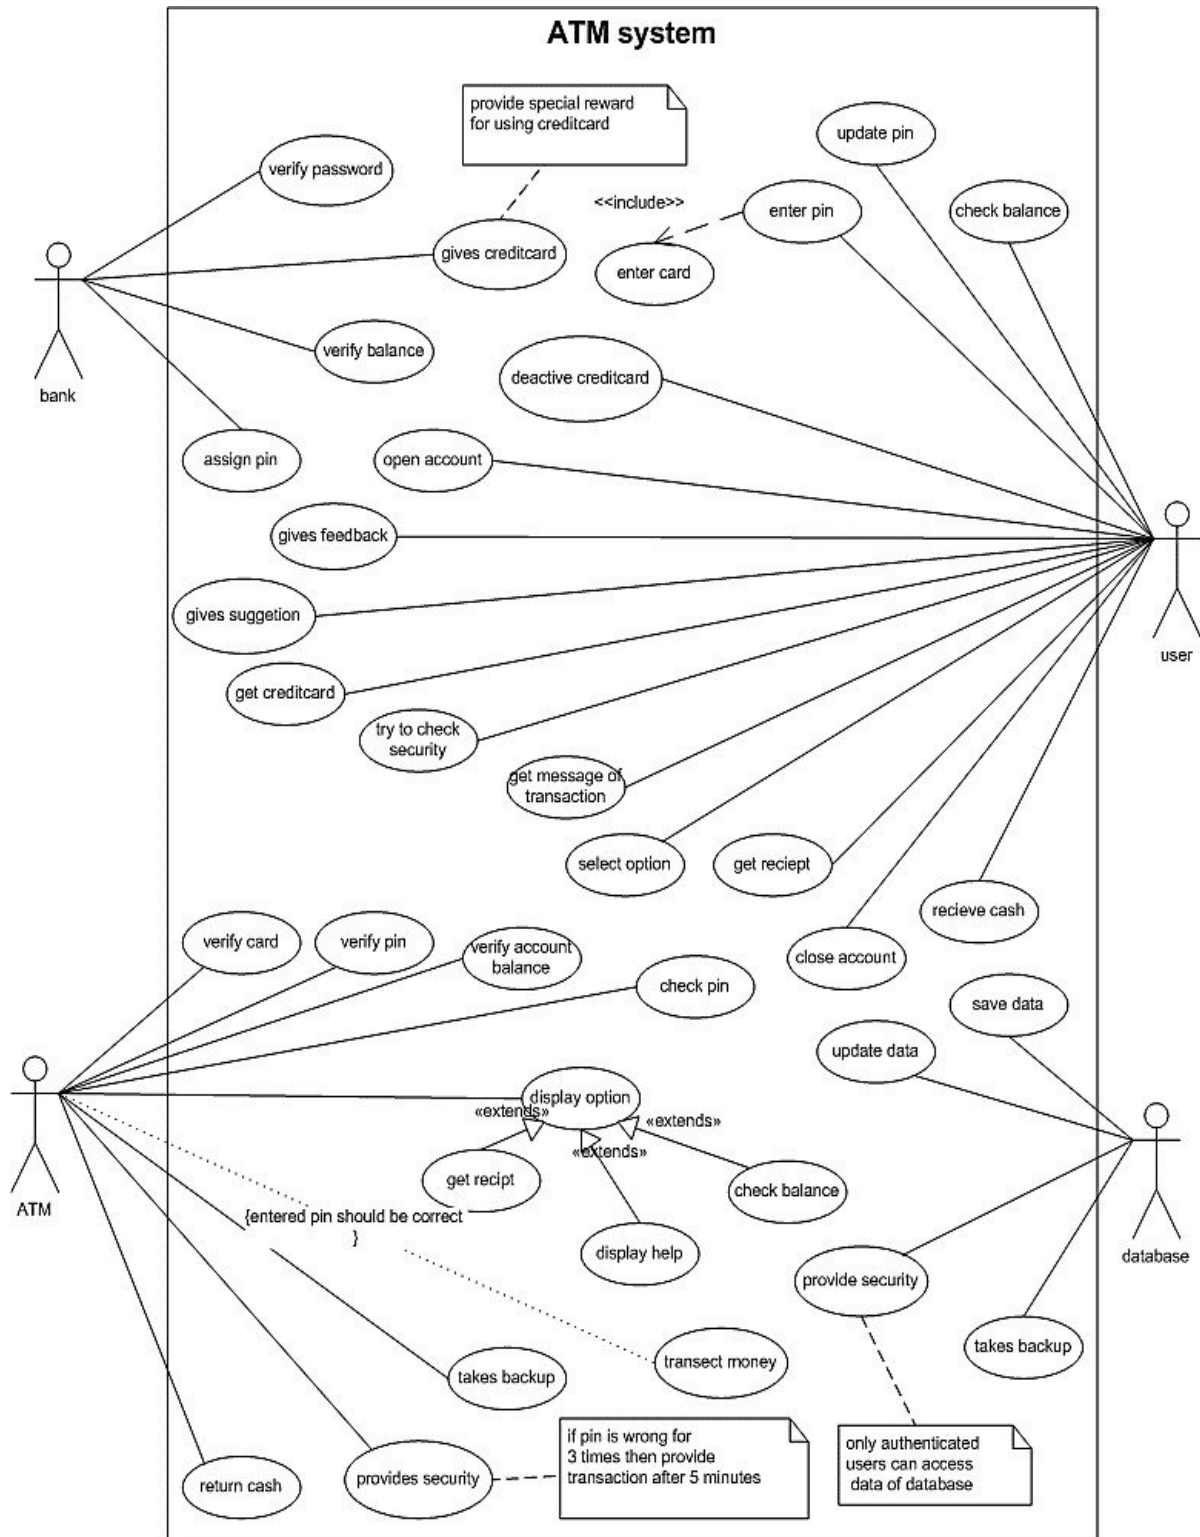 ATM system
provide special reward
for using creditcard
update pin
verify password
<<include>>
enter pin
check balance
gives creditcard
enter card
verify balance
deactive creditcard
bank
assign pin
open account
gives feedback
gives suggetion
user
get creditcard
try to check
security
get message of
transaction
select option
get reciept
recieve cash
verify card
verify pin
verify account
balance
close account
check pin
save data
update data
display option
«extends»
«extends»
«extends»
get recipt
check balance
ATM
{entered pin should be correct
}
display help
database
provide security
takes backup
transect money
takes backup
if pin is wrong for
3 times then provide
transaction after 5 minutes
only authenticated
users can access
data of database
return cash
provides security